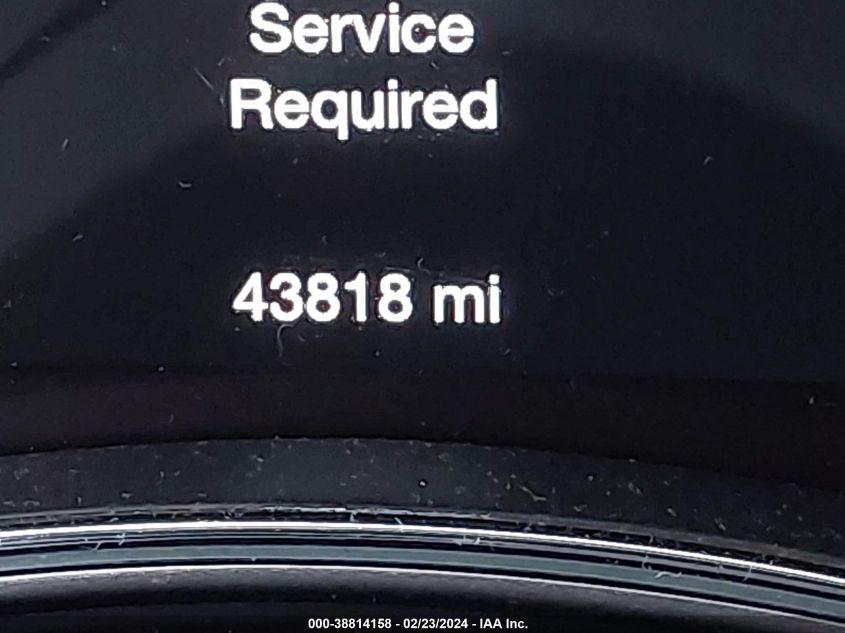 Service
Required
43818 mi
000-38814158 - 02/23/2024 - IAA Inc.